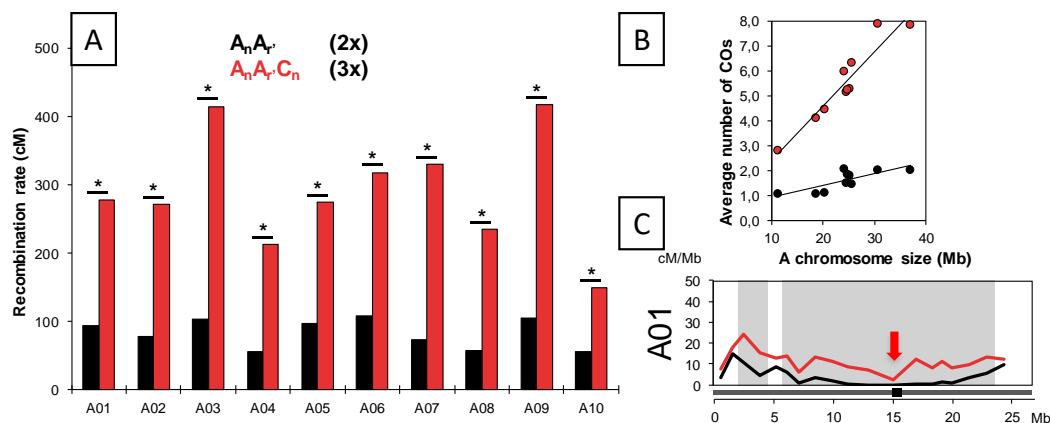 A
AnAr' (2x)
AnAr'Cn (3x)
Recombination rate (cM)
500
400
300
200
100
0
* * * * * * * * * *
A01 A02 A03 A04 A05 A06 A07 A08 A09 A10
B
Average number of COs
8,0
7,0
6,0
5,0
4,0
3,0
2,0
1,0
0,0
10 20 30 40
A chromosome size (Mb)
C
cM/Mb
A01
50
40
30
20
10
0
0 5 10 15 20 25 Mb